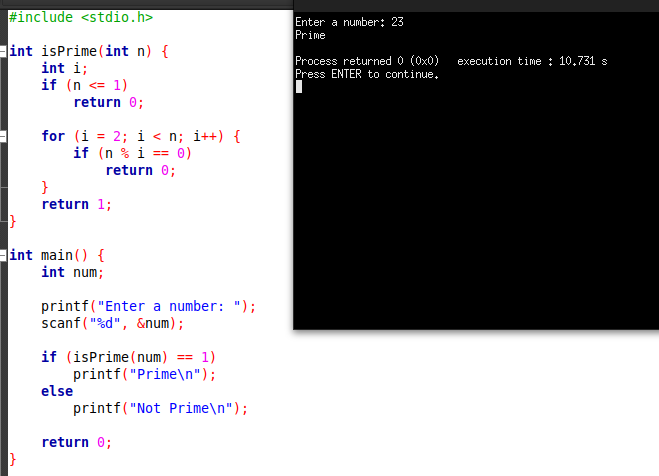 #include <stdio.h>

int isPrime(int n) {
    int i;
    if (n <= 1)
        return 0;

    for (i = 2; i < n; i++) {
        if (n % i == 0)
            return 0;
    }
    return 1;
}

int main() {
    int num;

    printf("Enter a number: ");
    scanf("%d", &num);

    if (isPrime(num) == 1)
        printf("Prime\n");
    else
        printf("Not Prime\n");

    return 0;
}
Enter a number: 23
Prime

Process returned 0 (0x0)   execution time : 10.731 s
Press ENTER to continue.